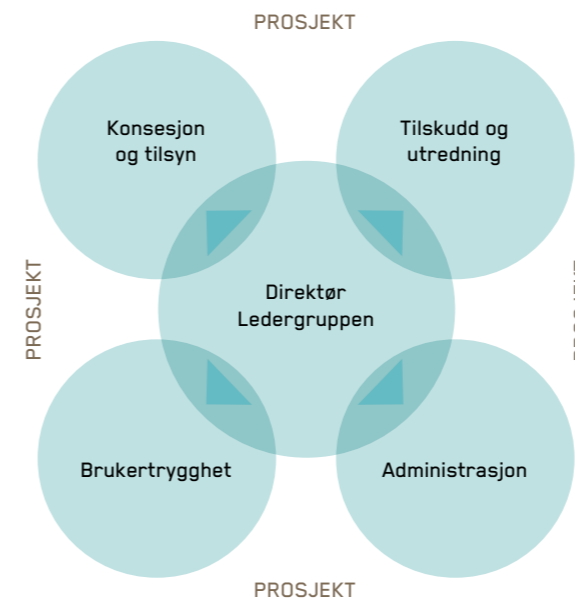 PROSJEKT
Konsesjon
og tilsyn
Tilskudd og
utredning
PROSJEKT
Direktør
Ledergruppen
Brukertrygghet
Administrasjon
PROSJEKT